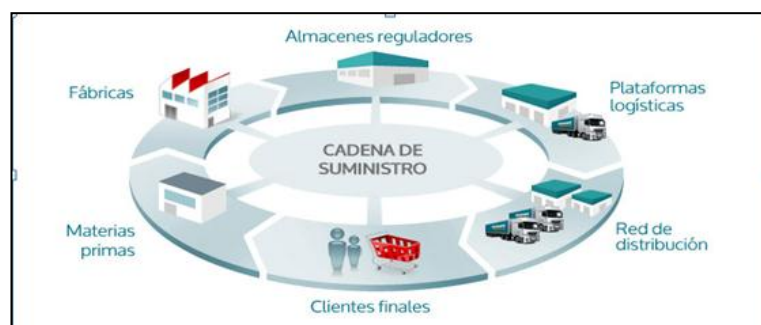 Almacenes reguladores
Fábricas
Plataformas
logísticas
CADENA DE
SUMINISTRO
Materias
primas
Red de
distribución
Clientes finales